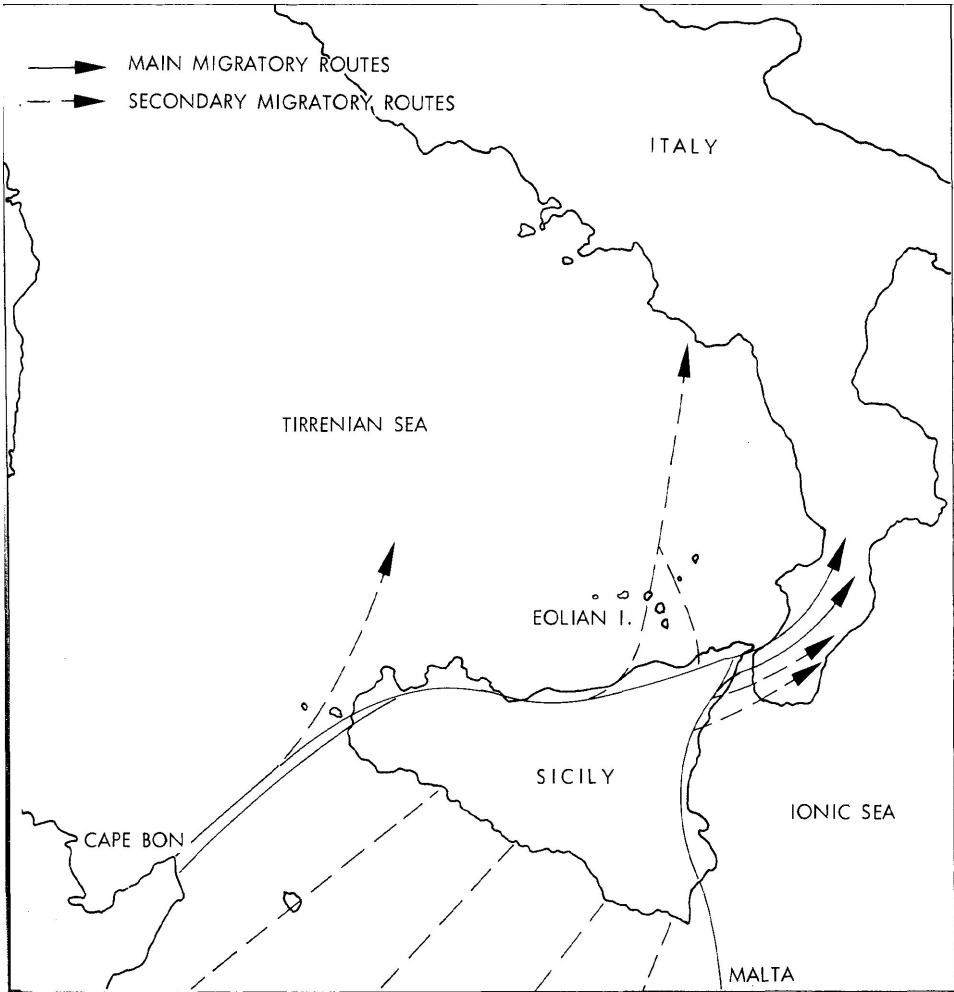 MAIN MIGRATORY ROUTES
SECONDARY MIGRATORY ROUTES
ITALY
TIRRENIAN SEA
EOLIAN I.
SICILY
IONIC SEA
CAPE BON
MALTA